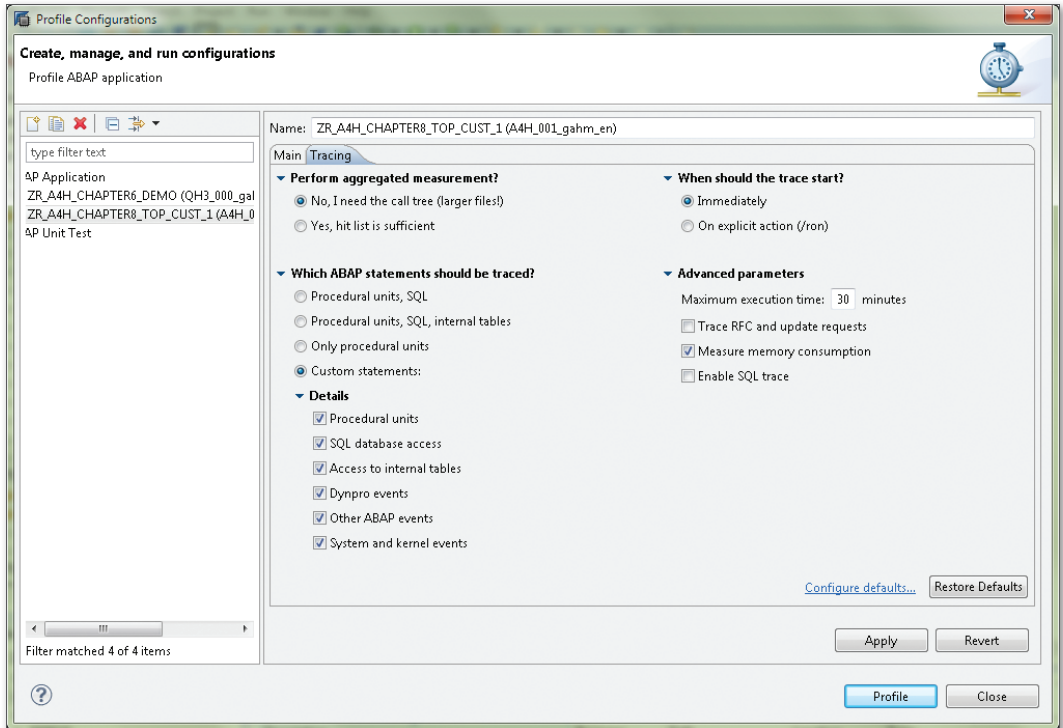 Profile Configurations
Create, manage, and run configurations
Profile ABAP application
type filter text
AP Application
ZR_A4H_CHAPTER6_DEMO (QH3_000_gal
ZR_A4H_CHAPTER8_TOP_CUST_1 (A4H_0
AP Unit Test
Filter matched 4 of 4 items
Name: ZR_A4H_CHAPTER8_TOP_CUST_1 (A4H_001_gahm_en)
Main Tracing
Perform aggregated measurement?
No, I need the call tree (larger files!)
Yes, hit list is sufficient
When should the trace start?
Immediately
On explicit action (/ron)
Which ABAP statements should be traced?
Procedural units, SQL
Procedural units, SQL, internal tables
Only procedural units
Custom statements:
Details
Procedural units
SQL database access
Access to internal tables
Dynpro events
Other ABAP events
System and kernel events
Advanced parameters
Maximum execution time: 30 minutes
Trace RFC and update requests
Measure memory consumption
Enable SQL trace
Configure defaults... Restore Defaults
Apply Revert
? Profile Close